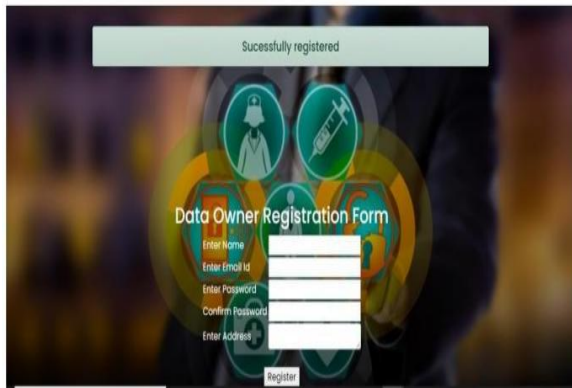 Sucessfully registered
Data Owner Registration Form
Enter Name
Enter Email Id
Enter Password
Confirm Password
Enter Address
Register